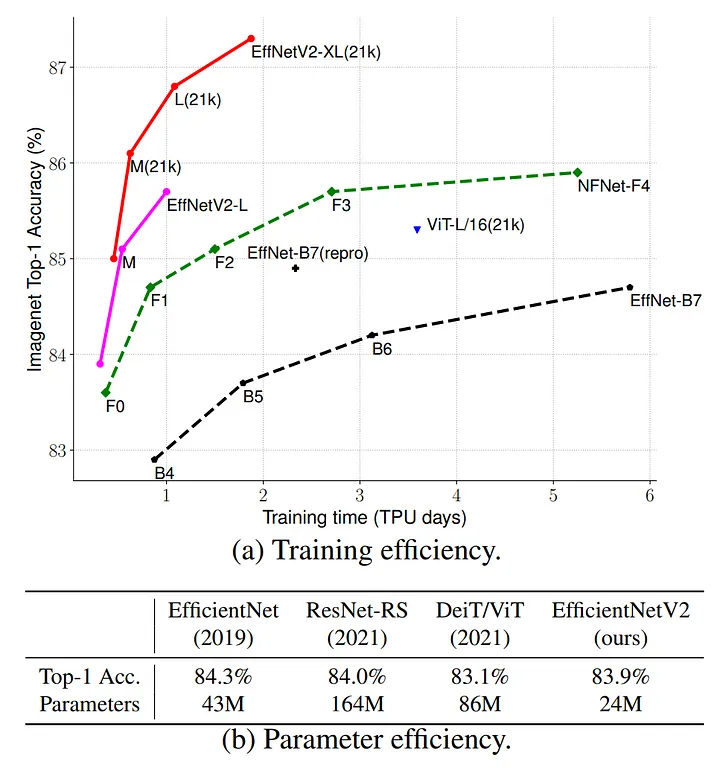 87
86
85
84
83
Imagenet Top-1 Accuracy (%)
EffNetV2-XL(21k)
L(21k)
M(21k)
EffNetV2-L
M
NFNet-F4
F3
F2
F1
F0
ViT-L/16(21k)
EffNet-B7(repro)
EffNet-B7
B6
B5
B4
1 2 3 4 5 6
Training time (TPU days)
(a) Training efficiency.
EfficientNet ResNet-RS DeiT/ViT EfficientNetV2
(2019) (2021) (2021) (ours)
Top-1 Acc. 84.3% 84.0% 83.1% 83.9%
Parameters 43M 164M 86M 24M
(b) Parameter efficiency.